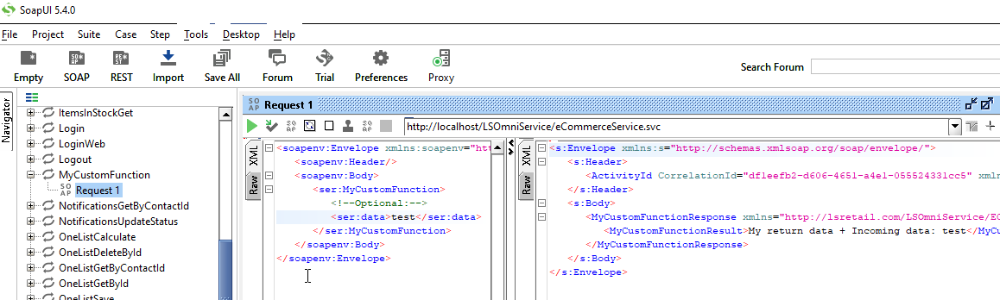 SoapUI 5.4.0
File Project Suite Case Step Tools Desktop Help
Empty SOAP REST Import Save All Forum Trial Preferences Proxy Search Forum
Navigator
ItemsInStockGet
Login
LoginWeb
Logout
MyCustomFunction
Request 1
NotificationsGetByContactId
NotificationsUpdateStatus
OneListCalculate
OneListDeleteById
OneListGetByContactId
OneListGetById
OneListSave
Request 1
http://localhost/LSOmniService/eCommerceService.svc
XML
Raw
<soapenv:Envelope xmlns:soapenv="htt
<soapenv:Header/>
<soapenv:Body>
<ser:MyCustomFunction>
<!--Optional:-->
<ser:data>test</ser:data>
</ser:MyCustomFunction>
</soapenv:Body>
</soapenv:Envelope>
XML
Raw
<s:Envelope xmlns:s="http://schemas.xmlsoap.org/soap/envelope/">
<s:Header>
<ActivityId CorrelationId="df1eefb2-d606-4651-a4e1-055524331cc5" xmln
</s:Header>
<s:Body>
<MyCustomFunctionResponse xmlns="http://lsretail.com/LSOmniService/EC
<MyCustomFunctionResult>My return data + Incoming data: test</MyCu
</MyCustomFunctionResponse>
</s:Body>
</s:Envelope>